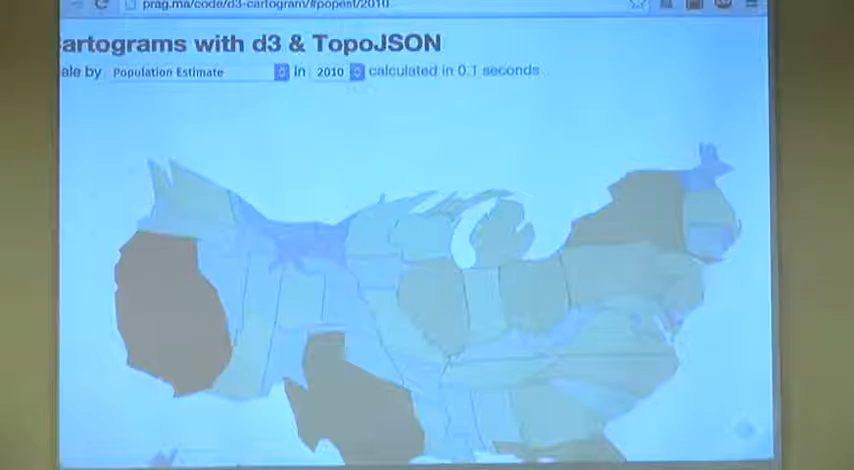 prag.ma/code/d3-cartogram/#popest/2010
artograms with d3 & TopoJSON
ale by Population Estimate in 2010 calculated in 0.1 seconds